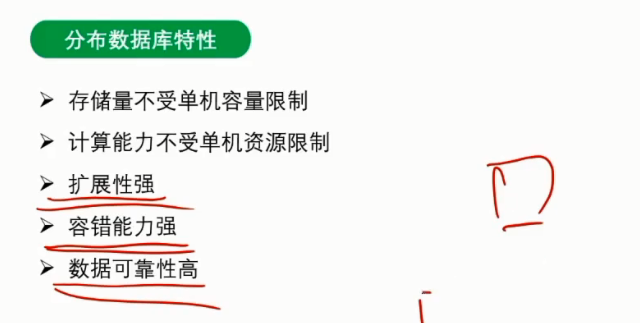 分布数据库特性
➢ 存储量不受单机容量限制
➢ 计算能力不受单机资源限制
➢ 扩展性强
➢ 容错能力强
➢ 数据可靠性高